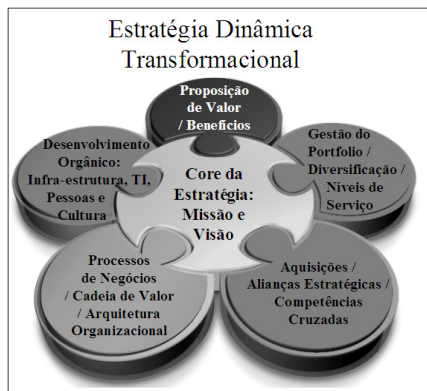 Estratégia Dinâmica
Transformacional
Proposição
de Valor
/ Benefícios
Desenvolvimento
Orgânico:
Infra-estrutura, TI,
Pessoas e
Cultura
Gestão do
Portfolio /
Diversificação /
Níveis de
Serviço
Core da
Estratégia:
Missão e
Visão
Processos
de Negócios
/ Cadeia de Valor
/ Arquitetura
Organizacional
Aquisições /
Alianças Estratégicas /
Competências
Cruzadas